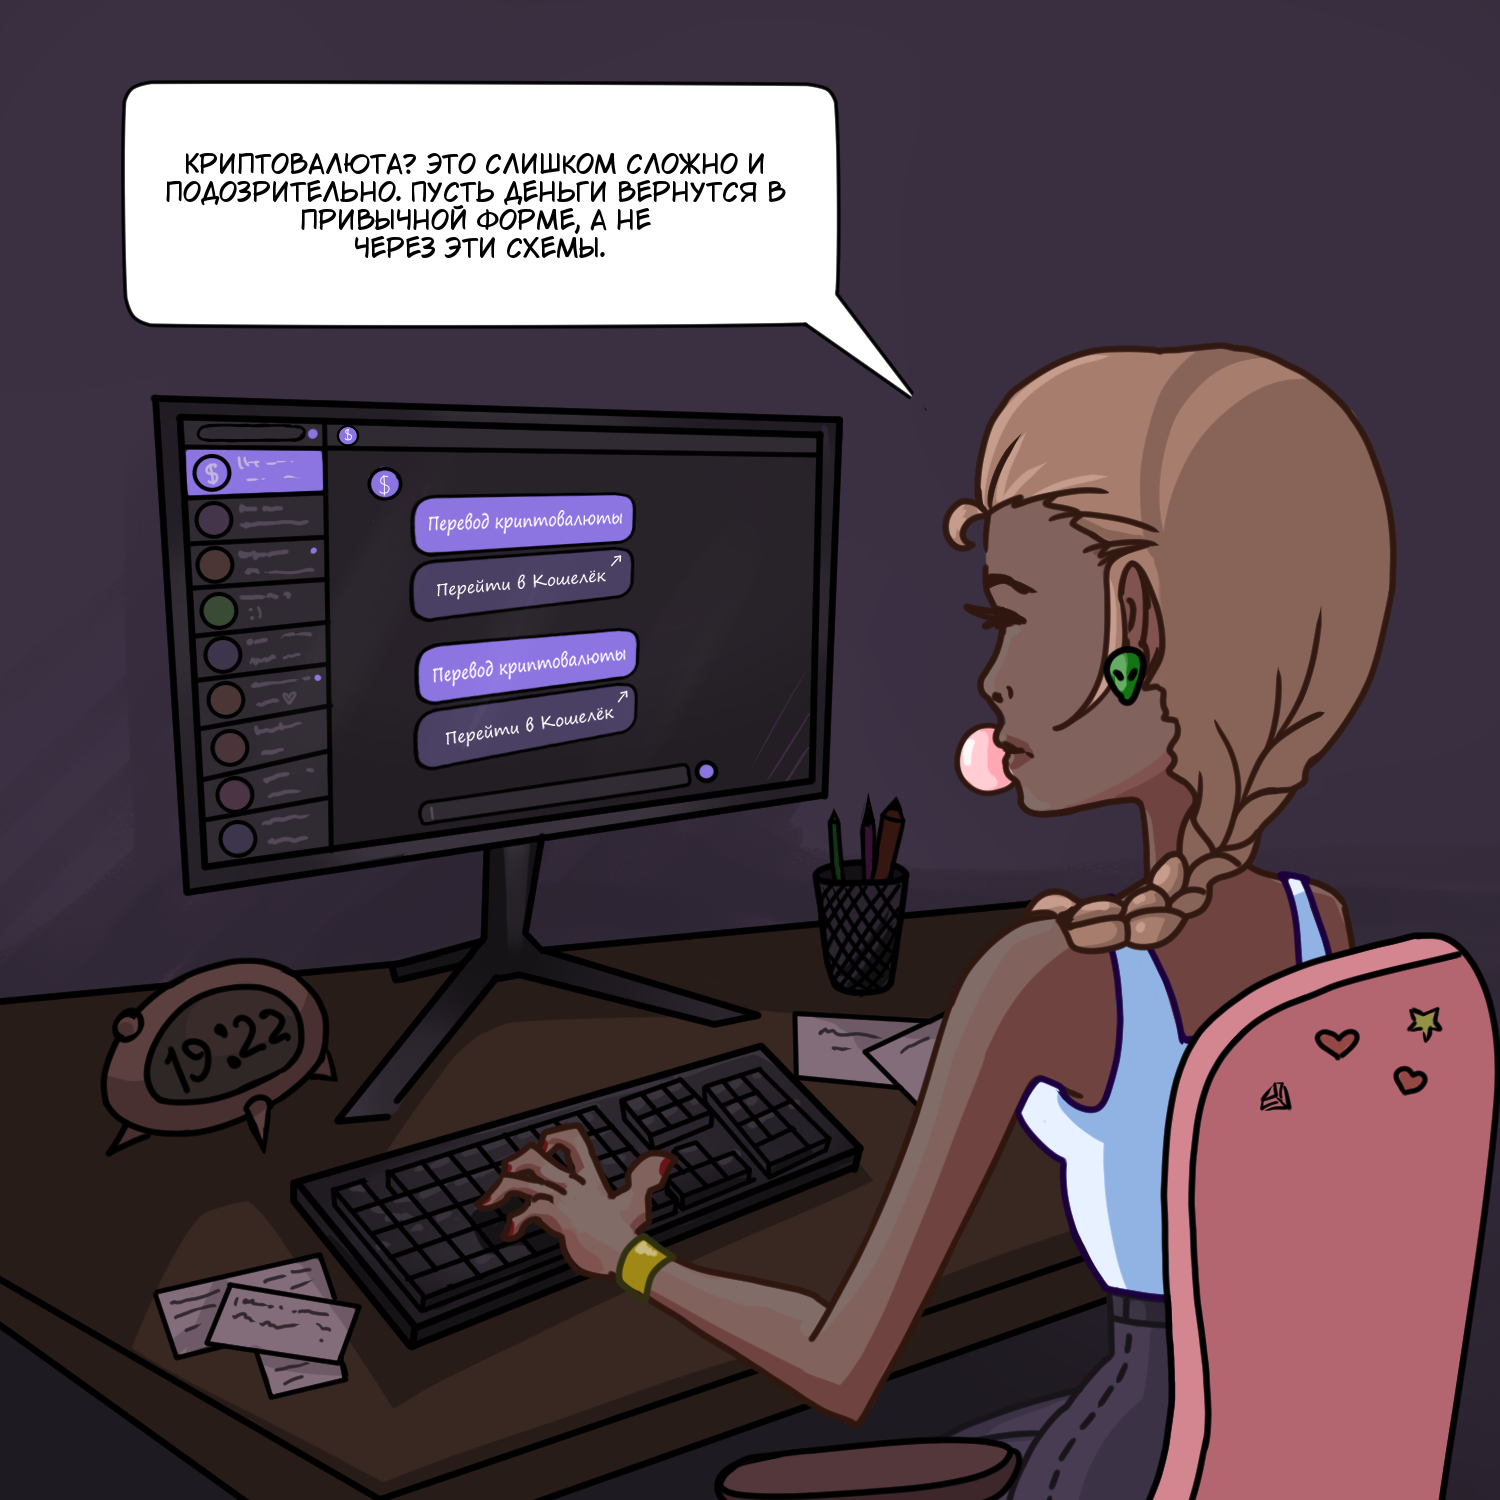 КРИПТОВАЛЮТА? ЭТО СЛИШКОМ СЛОЖНО И
ПОДОЗРИТЕЛЬНО. ПУСТЬ ДЕНЬГИ ВЕРНУТСЯ В
ПРИВЫЧНОЙ ФОРМЕ, А НЕ
ЧЕРЕЗ ЭТИ СХЕМЫ.
$
$
$
Перевод криптовалюты
Перейти в Кошелёк
:)
Перевод криптовалюты
Перейти в Кошелёк
19:22